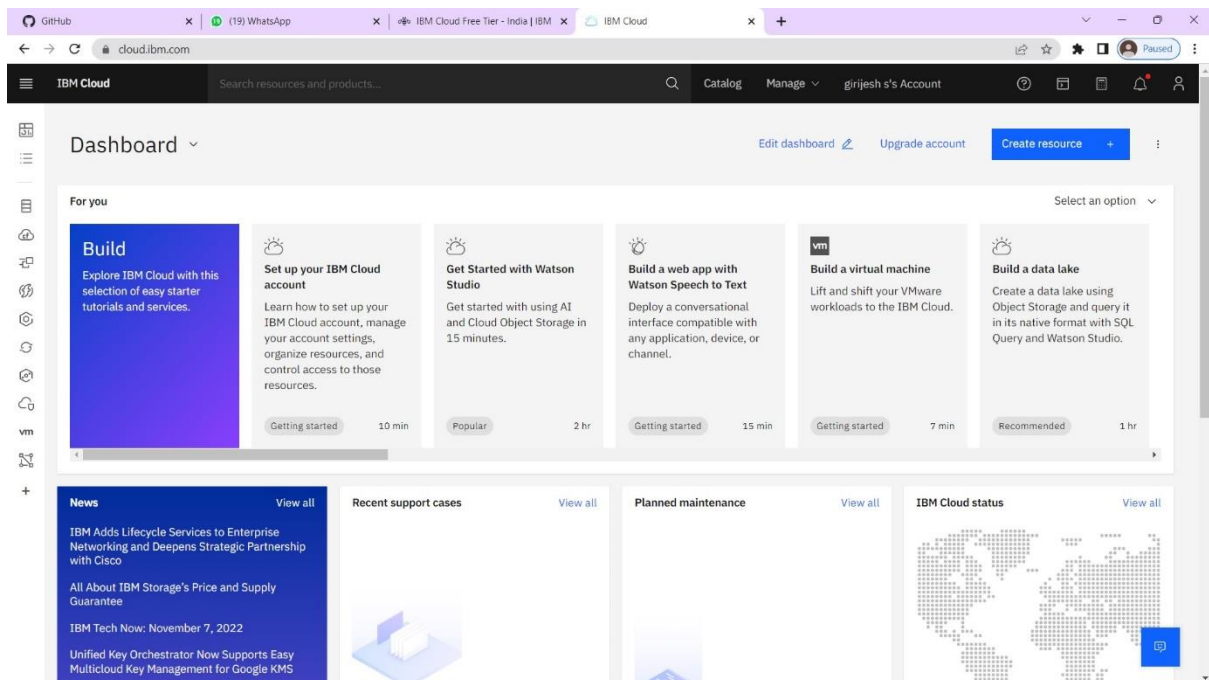 GitHub
(19) WhatsApp
IBM Cloud Free Tier - India | IBM
IBM Cloud
cloud.ibm.com
Paused
IBM Cloud
Search resources and products...
Catalog
Manage
girijesh s's Account
Dashboard
Edit dashboard
Upgrade account
Create resource +
For you
Select an option
Build
Explore IBM Cloud with this
selection of easy starter
tutorials and services.
Set up your IBM Cloud
account
Learn how to set up your
IBM Cloud account, manage
your account settings,
organize resources, and
control access to those
resources.
Getting started
10 min
Get Started with Watson
Studio
Get started with using AI
and Cloud Object Storage in
15 minutes.
Popular
2 hr
Build a web app with
Watson Speech to Text
Deploy a conversational
interface compatible with
any application, device, or
channel.
Getting started
15 min
vm
Build a virtual machine
Lift and shift your VMware
workloads to the IBM Cloud.
Getting started
7 min
Build a data lake
Create a data lake using
Object Storage and query it
in its native format with SQL
Query and Watson Studio.
Recommended
1 hr
vm
News
View all
IBM Adds Lifecycle Services to Enterprise
Networking and Deepens Strategic Partnership
with Cisco
All About IBM Storage's Price and Supply
Guarantee
IBM Tech Now: November 7, 2022
Unified Key Orchestrator Now Supports Easy
Multicloud Key Management for Google KMS
Recent support cases
View all
Planned maintenance
View all
IBM Cloud status
View all